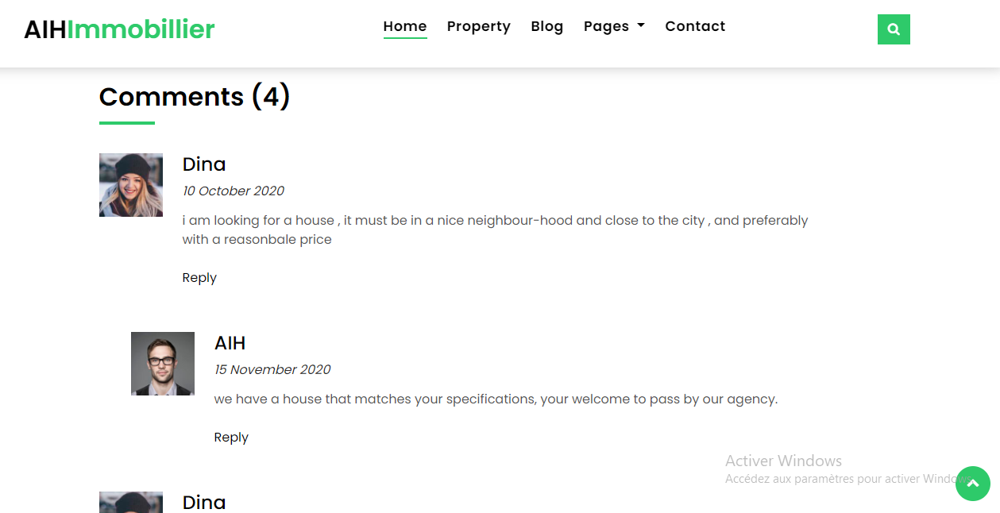 AIHImmobillier
Home Property Blog Pages Contact
Comments (4)
Dina
10 October 2020
i am looking for a house , it must be in a nice neighbour-hood and close to the city , and preferably
with a reasonbale price
Reply
AIH
15 November 2020
we have a house that matches your specifications, your welcome to pass by our agency.
Reply
Activer Windows
Accédez aux paramètres pour activer Windows.
Dina